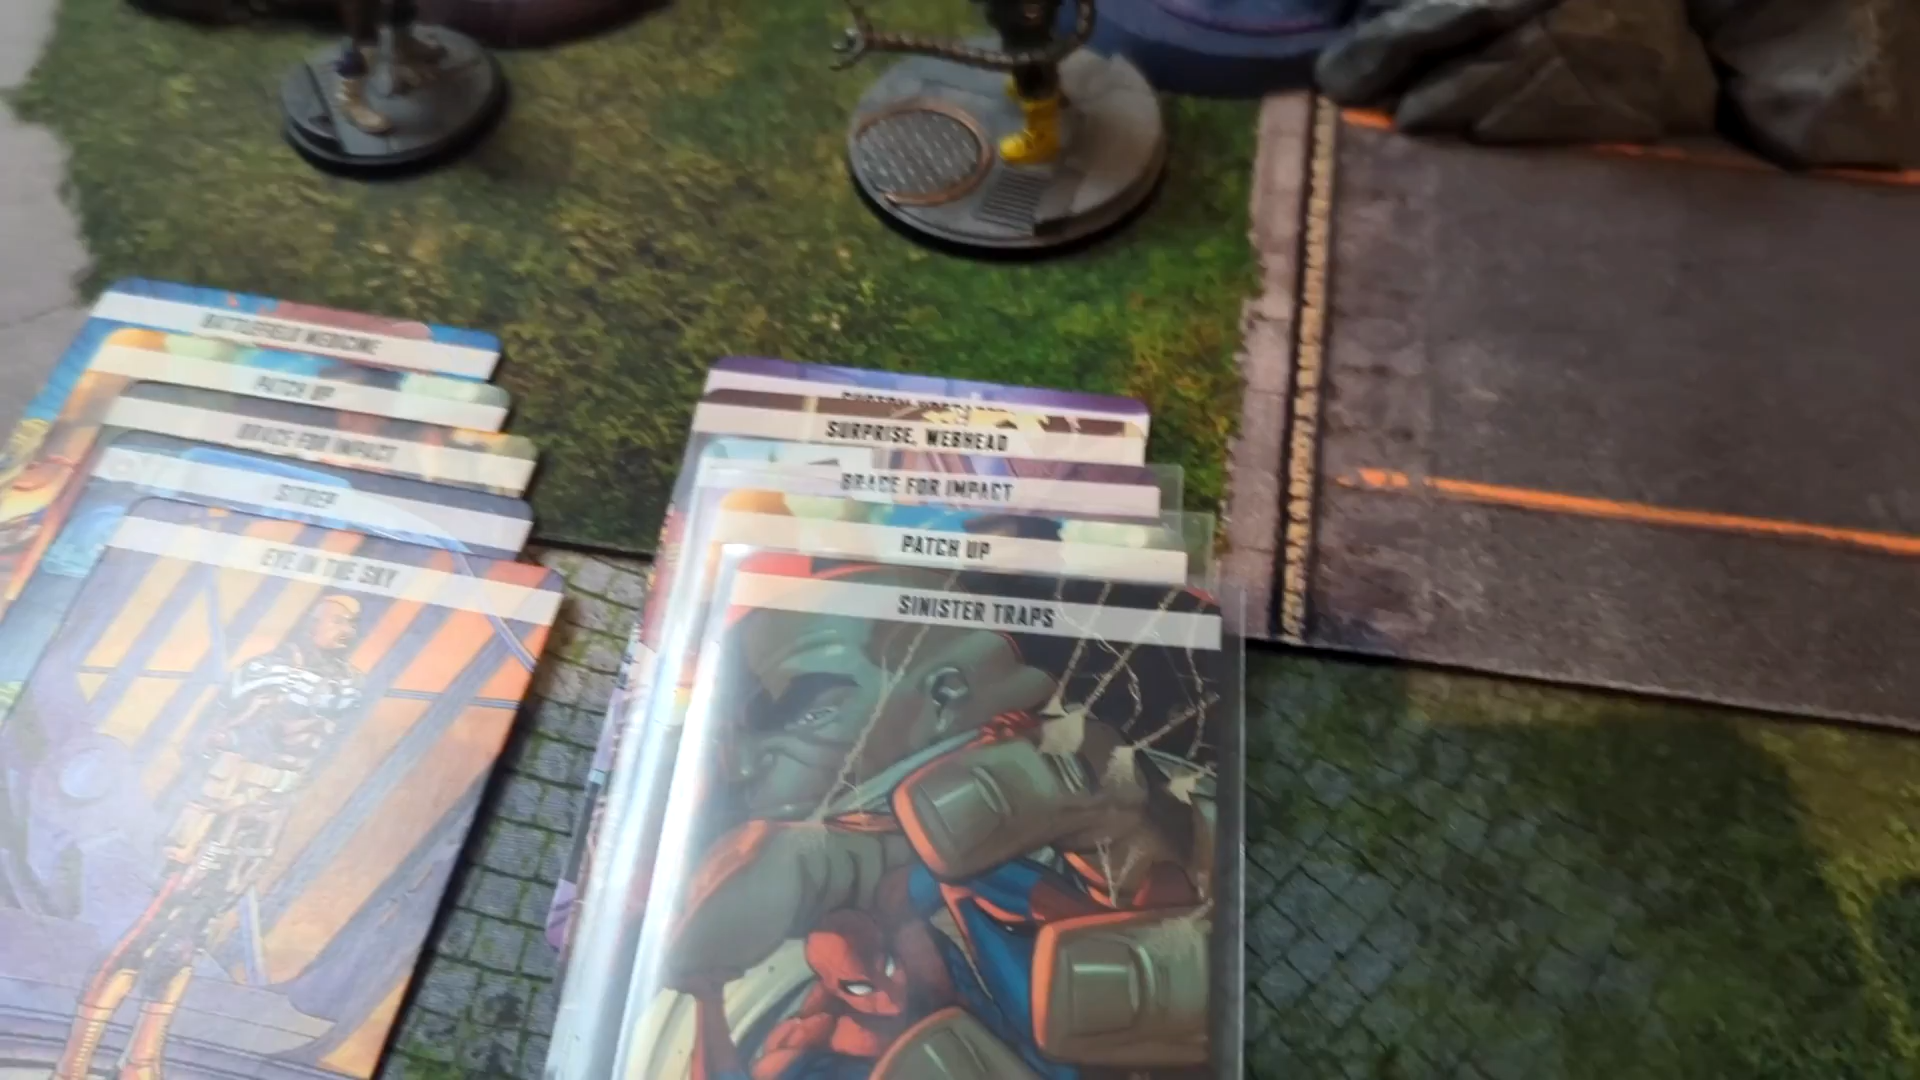 BATTLEFIELD MEDICINE
PATCH UP
BRACE FOR IMPACT
SITREP
EYE IN THE SKY
SURPRISE, WEBHEAD
BRACE FOR IMPACT
PATCH UP
SINISTER TRAPS